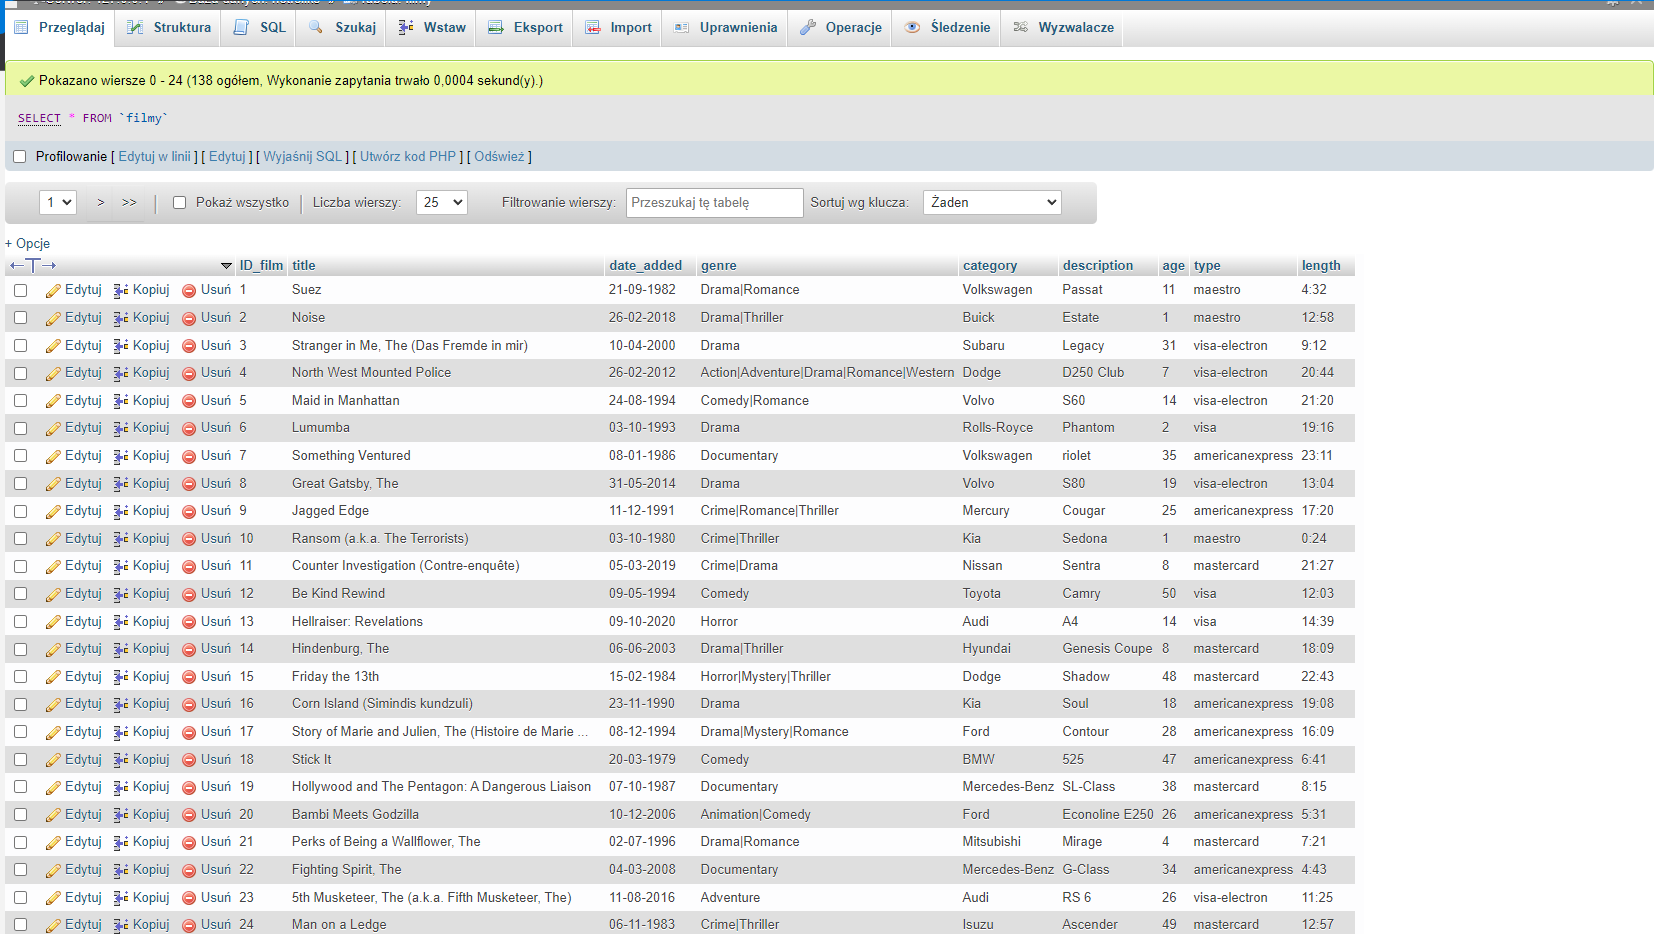 Przeglądaj Struktura SQL Szukaj Wstaw Eksport Import Uprawnienia Operacje Śledzenie Wyzwalacze
Pokazano wiersze 0 - 24 (138 ogółem, Wykonanie zapytania trwało 0,0004 sekund(y).)
SELECT * FROM `filmy`
Profilowanie [ Edytuj w linii ] [ Edytuj ] [ Wyjaśnij SQL ] [ Utwórz kod PHP ] [ Odśwież ]
1 > >> | Pokaż wszystko | Liczba wierszy: 25 Filtrowanie wierszy: Przeszukaj tę tabelę Sortuj wg klucza: Żaden
+ Opcje
←T→ ID_film title date_added genre category description age type length
Edytuj Kopiuj Usuń 1 Suez 21-09-1982 Drama|Romance Volkswagen Passat 11 maestro 4:32
Edytuj Kopiuj Usuń 2 Noise 26-02-2018 Drama|Thriller Buick Estate 1 maestro 12:58
Edytuj Kopiuj Usuń 3 Stranger in Me, The (Das Fremde in mir) 10-04-2000 Drama Subaru Legacy 31 visa-electron 9:12
Edytuj Kopiuj Usuń 4 North West Mounted Police 26-02-2012 Action|Adventure|Drama|Romance|Western Dodge D250 Club 7 visa-electron 20:44
Edytuj Kopiuj Usuń 5 Maid in Manhattan 24-08-1994 Comedy|Romance Volvo S60 14 visa-electron 21:20
Edytuj Kopiuj Usuń 6 Lumumba 03-10-1993 Drama Rolls-Royce Phantom 2 visa 19:16
Edytuj Kopiuj Usuń 7 Something Ventured 08-01-1986 Documentary Volkswagen riolet 35 americanexpress 23:11
Edytuj Kopiuj Usuń 8 Great Gatsby, The 31-05-2014 Drama Volvo S80 19 visa-electron 13:04
Edytuj Kopiuj Usuń 9 Jagged Edge 11-12-1991 Crime|Romance|Thriller Mercury Cougar 25 americanexpress 17:20
Edytuj Kopiuj Usuń 10 Ransom (a.k.a. The Terrorists) 03-10-1980 Crime|Thriller Kia Sedona 1 maestro 0:24
Edytuj Kopiuj Usuń 11 Counter Investigation (Contre-enquête) 05-03-2019 Crime|Drama Nissan Sentra 8 mastercard 21:27
Edytuj Kopiuj Usuń 12 Be Kind Rewind 09-05-1994 Comedy Toyota Camry 50 visa 12:03
Edytuj Kopiuj Usuń 13 Hellraiser: Revelations 09-10-2020 Horror Audi A4 14 visa 14:39
Edytuj Kopiuj Usuń 14 Hindenburg, The 06-06-2003 Drama|Thriller Hyundai Genesis Coupe 8 mastercard 18:09
Edytuj Kopiuj Usuń 15 Friday the 13th 15-02-1984 Horror|Mystery|Thriller Dodge Shadow 48 mastercard 22:43
Edytuj Kopiuj Usuń 16 Corn Island (Simindis kundzuli) 23-11-1990 Drama Kia Soul 18 americanexpress 19:08
Edytuj Kopiuj Usuń 17 Story of Marie and Julien, The (Histoire de Marie ... 08-12-1994 Drama|Mystery|Romance Ford Contour 28 americanexpress 16:09
Edytuj Kopiuj Usuń 18 Stick It 20-03-1979 Comedy BMW 525 47 americanexpress 6:41
Edytuj Kopiuj Usuń 19 Hollywood and The Pentagon: A Dangerous Liaison 07-10-1987 Documentary Mercedes-Benz SL-Class 38 mastercard 8:15
Edytuj Kopiuj Usuń 20 Bambi Meets Godzilla 10-12-2006 Animation|Comedy Ford Econoline E250 26 americanexpress 5:31
Edytuj Kopiuj Usuń 21 Perks of Being a Wallflower, The 02-07-1996 Drama|Romance Mitsubishi Mirage 4 mastercard 7:21
Edytuj Kopiuj Usuń 22 Fighting Spirit, The 04-03-2008 Documentary Mercedes-Benz G-Class 34 americanexpress 4:43
Edytuj Kopiuj Usuń 23 5th Musketeer, The (a.k.a. Fifth Musketeer, The) 11-08-2016 Adventure Audi RS 6 26 visa-electron 11:25
Edytuj Kopiuj Usuń 24 Man on a Ledge 06-11-1983 Crime|Thriller Isuzu Ascender 49 mastercard 12:57